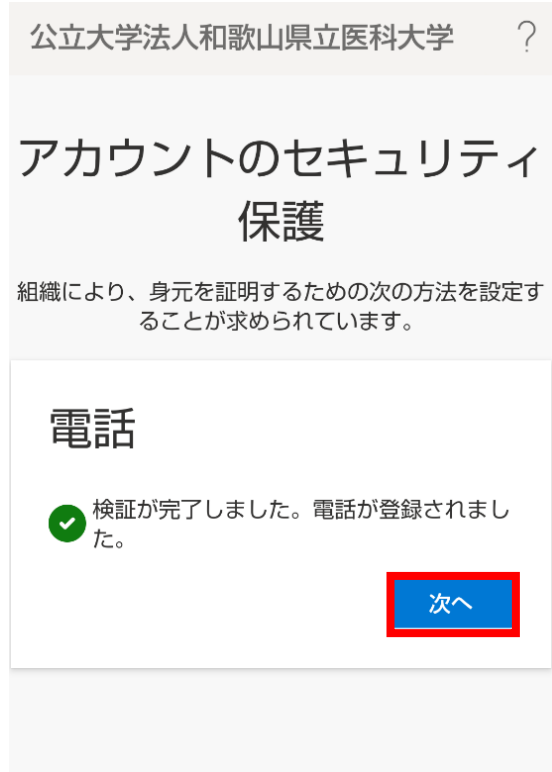 公立大学法人和歌山県立医科大学 ?
アカウントのセキュリティ
保護
組織により、身元を証明するための次の方法を設定す
ることが求められています。
電話
検証が完了しました。電話が登録されまし
た。
次へ